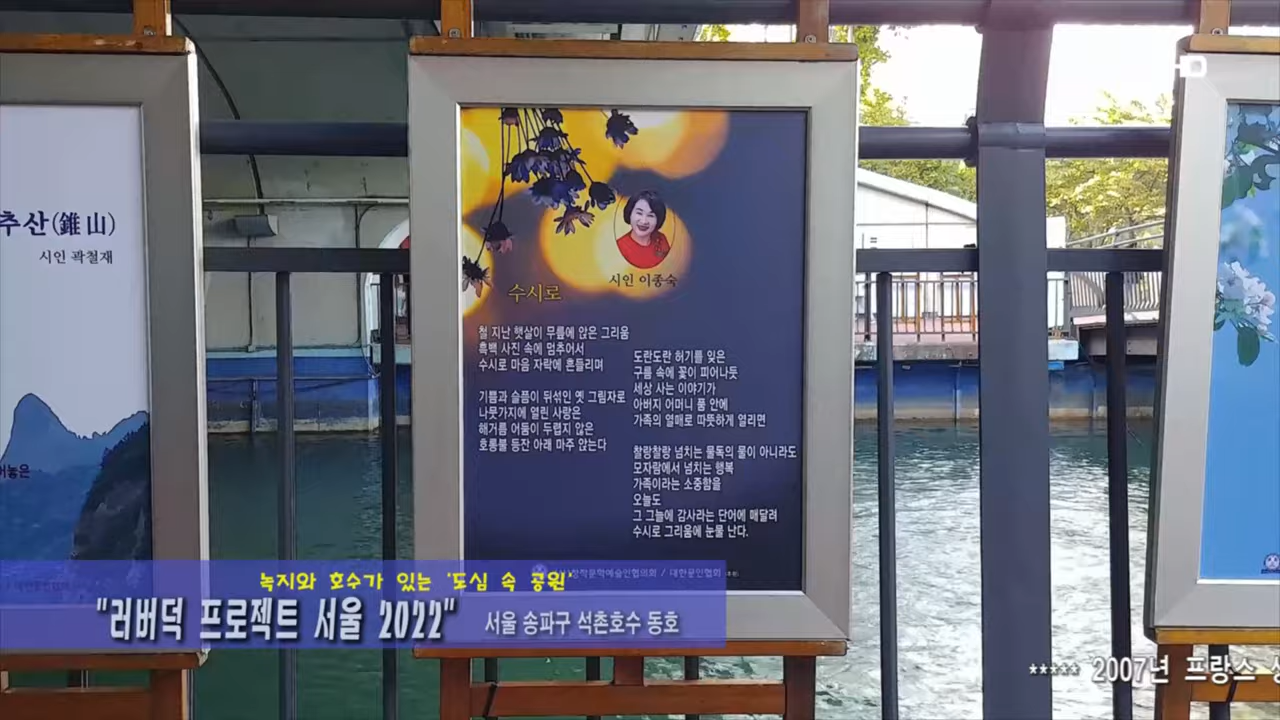 추산(錐山)
시인 곽철재
수시로
시인 이종숙
철 지난 햇살이 무릎에 앉은 그리움
흑백 사진 속에 멈추어서
수시로 마음 자락에 흔들리며
기쁨과 슬픔이 뒤섞인 옛 그림자로
나뭇가지에 열린 사랑은
해거름 어둠이 두렵지 않은
호롱불 등잔 아래 마주 앉는다
도란도란 허기를 잊은
구름 속에 꽃이 피어나듯
세상 사는 이야기가
아버지 어머니 품 안에
가족의 열매로 따뜻하게 열리면
찰랑찰랑 넘치는 물독의 물이 아니라도
모자람에서 넘치는 행복
가족이라는 소중함을
오늘도
그 그늘에 감사라는 단어에 매달려
수시로 그리움에 눈물 난다.
창작문학예술인협의회 / 대한문인협회
녹지와 호수가 있는 '도심 속 공원'
"러버덕 프로젝트 서울 2022"
서울 송파구 석촌호수 동호
***** 2007년 프랑스
HD